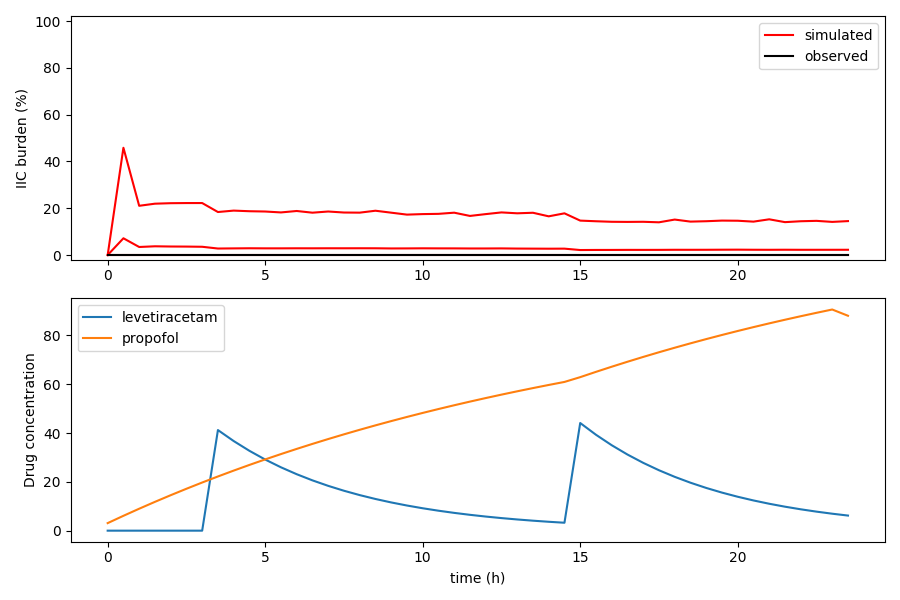 100
80
60
40
20
0
IIC burden (%)
simulated
observed
0 5 10 15 20
80
60
40
20
0
Drug concentration
levetiracetam
propofol
0 5 10 15 20
time (h)